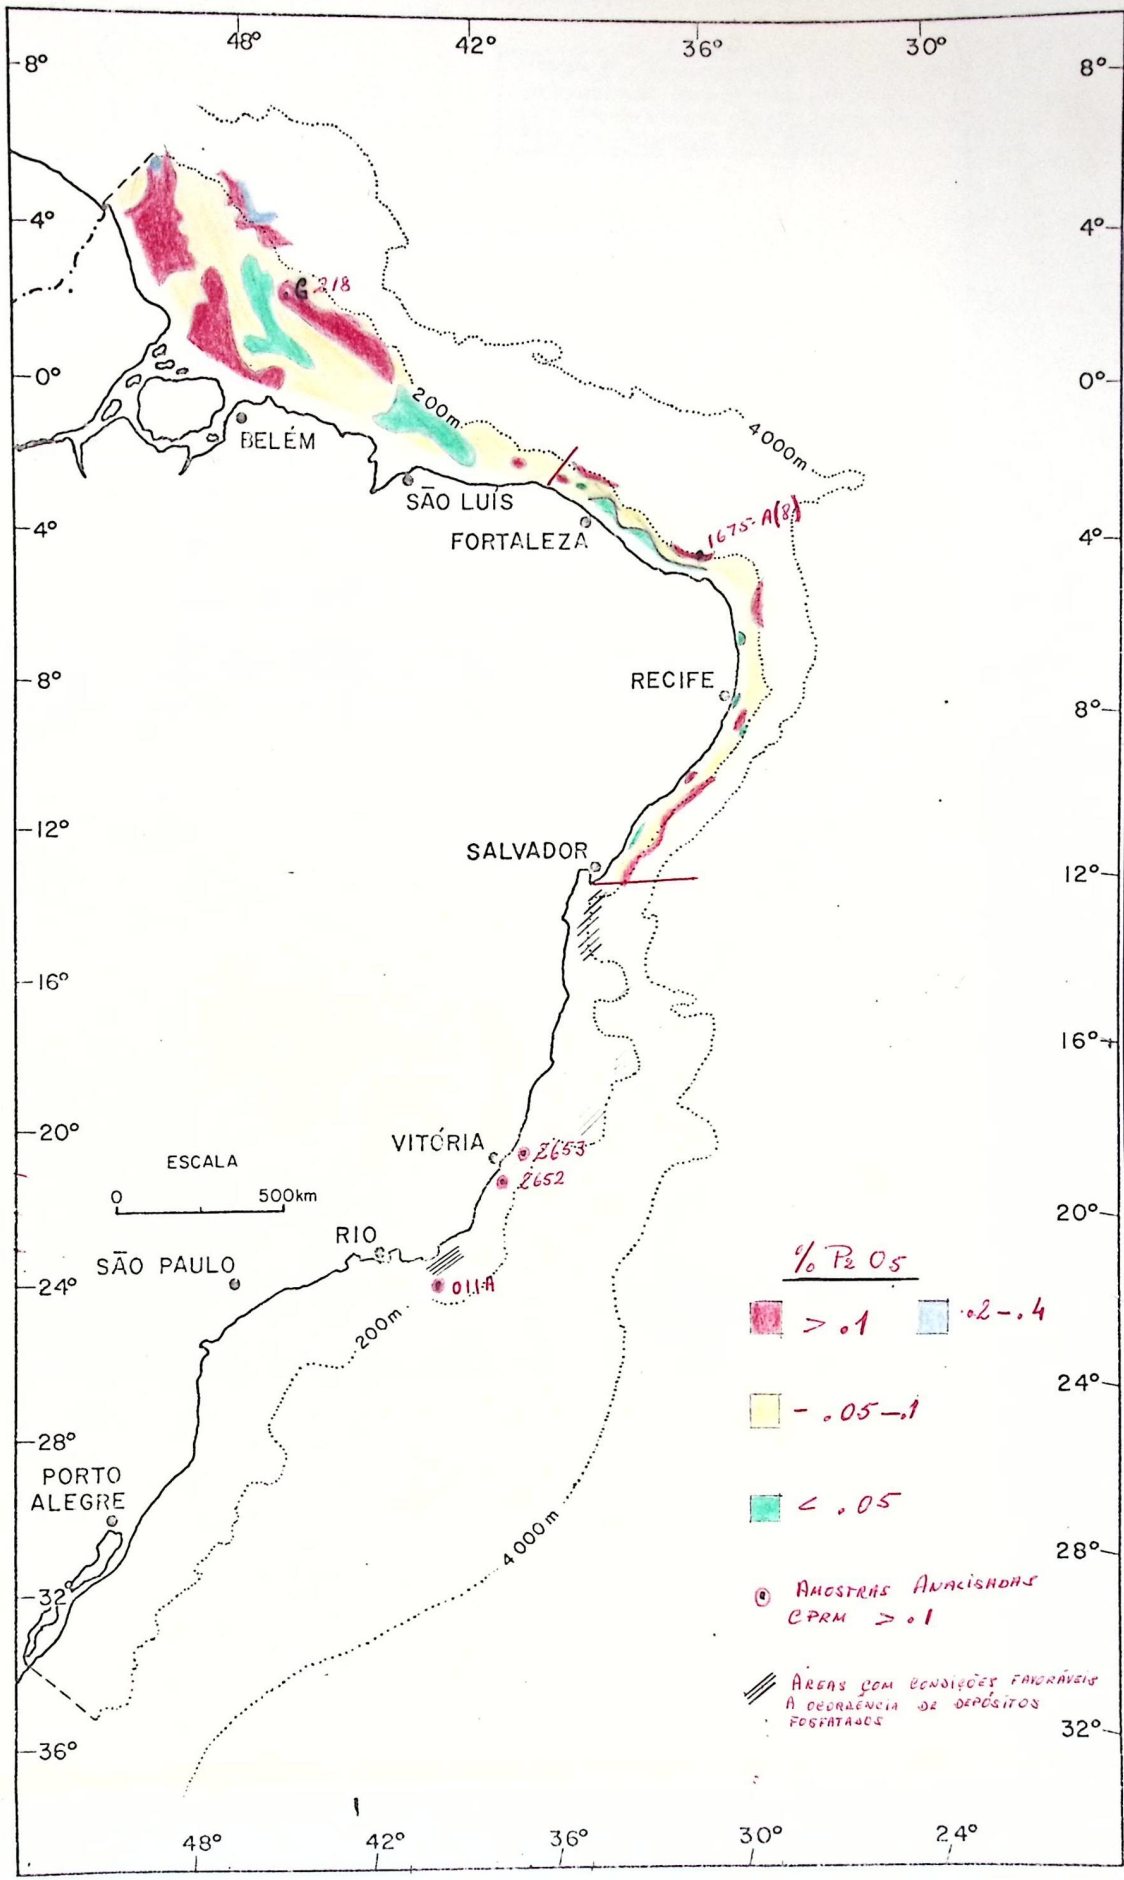 48°
42°
36°
30°
8°
8°
4°
4°
G 218
0°
0°
200m
4000m
BELÉM
SÃO LUÍS
1675-A(8)
4°
FORTALEZA
4°
RECIFE
8°
8°
12°
SALVADOR
12°
16°
16°
20°
VITÓRIA
2653
ESCALA
2652
0 500km
20°
RIO
% P2 O5
SÃO PAULO
24°
011-A
> .1
.2-.4
200m
24°
- .05-.1
28°
PORTO
ALEGRE
< .05
4000m
28°
32
AMOSTRAS ANALISADAS
CPRM > .1
ÁREAS COM CONDIÇÕES FAVORÁVEIS
À OCORRÊNCIA DE DEPÓSITOS
FOSFATADOS
32°
36°
48°
42°
36°
30°
24°